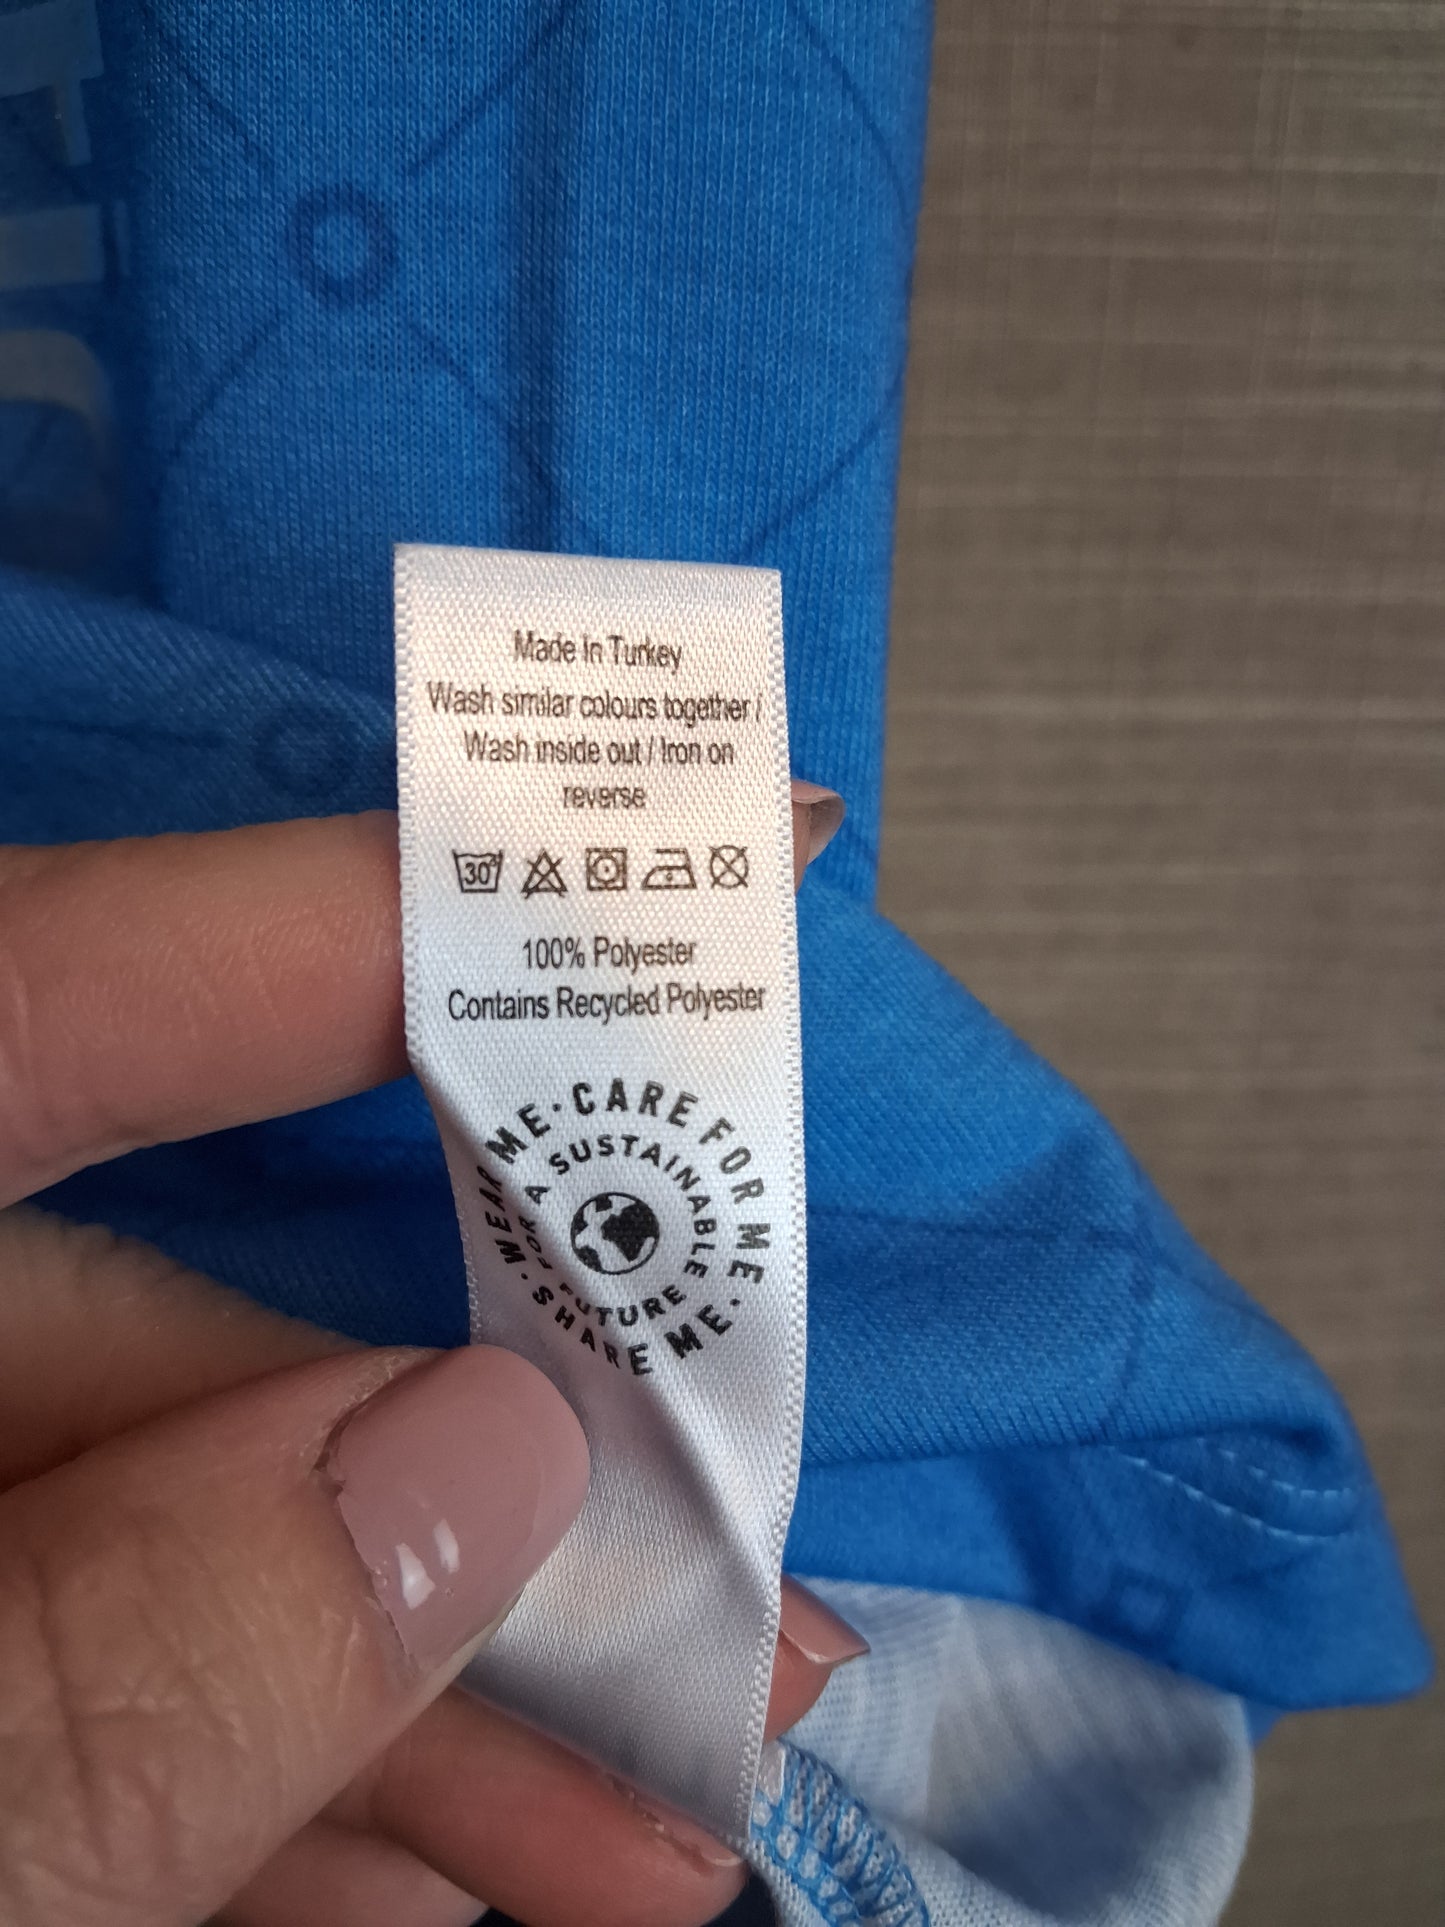 Made In Turkey
Wash similar colours together /
Wash inside out / Iron on
reverse
30°
100% Polyester
Contains Recycled Polyester
WEAR ME · CARE FOR ME · SHARE ME ·
FOR A SUSTAINABLE FUTURE